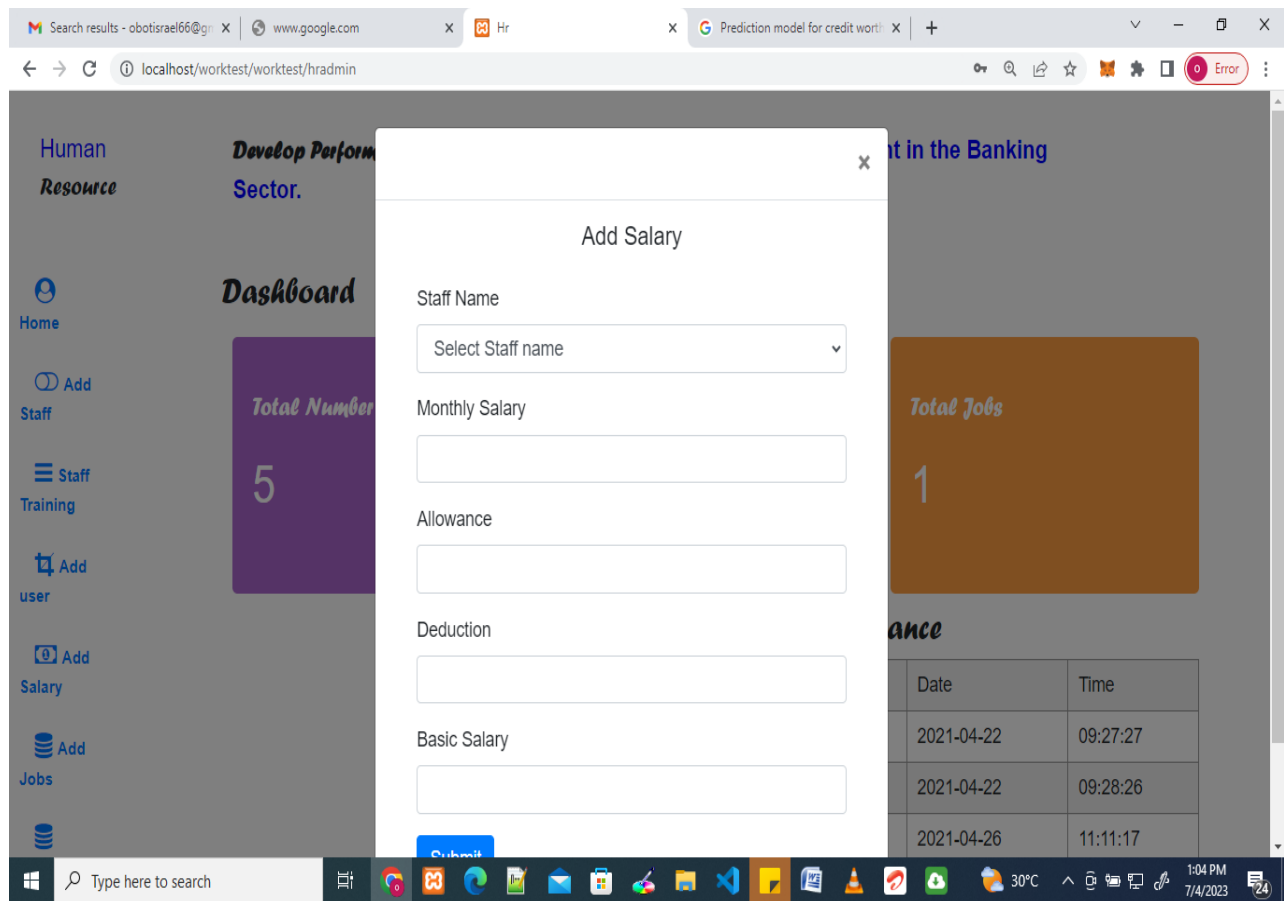 Search results - obotisrael66@gn
www.google.com
Hr
Prediction model for credit worth
localhost/worktest/worktest/hradmin
Error
Human
Resource
Develop Perform
nt in the Banking
Sector.
Home
Add
Staff
Staff
Training
Add
user
Add
Salary
Add
Jobs
Dashboard
Total Number
5
Add Salary
Staff Name
Select Staff name
Monthly Salary
Allowance
Deduction
Basic Salary
Submit
Total Jobs
1
ance
Date Time
2021-04-22 09:27:27
2021-04-22 09:28:26
2021-04-26 11:11:17
Type here to search
30°C
1:04 PM
7/4/2023
24